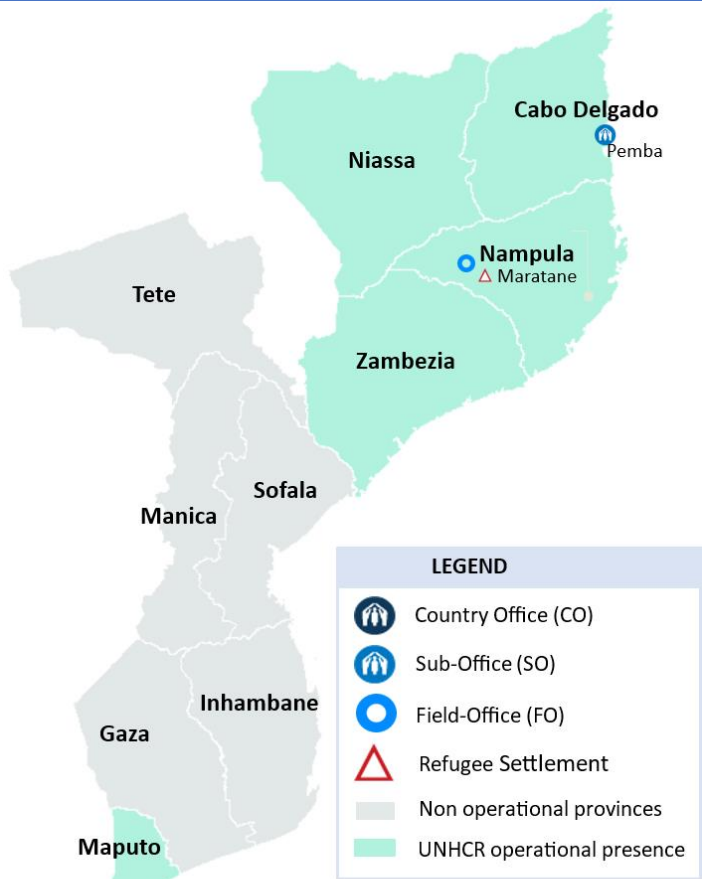 Cabo Delgado
Pemba
Niassa
Nampula
Maratane
Tete
Zambezia
Sofala
Manica
Inhambane
Gaza
Maputo
LEGEND
Country Office (CO)
Sub-Office (SO)
Field-Office (FO)
Refugee Settlement
Non operational provinces
UNHCR operational presence